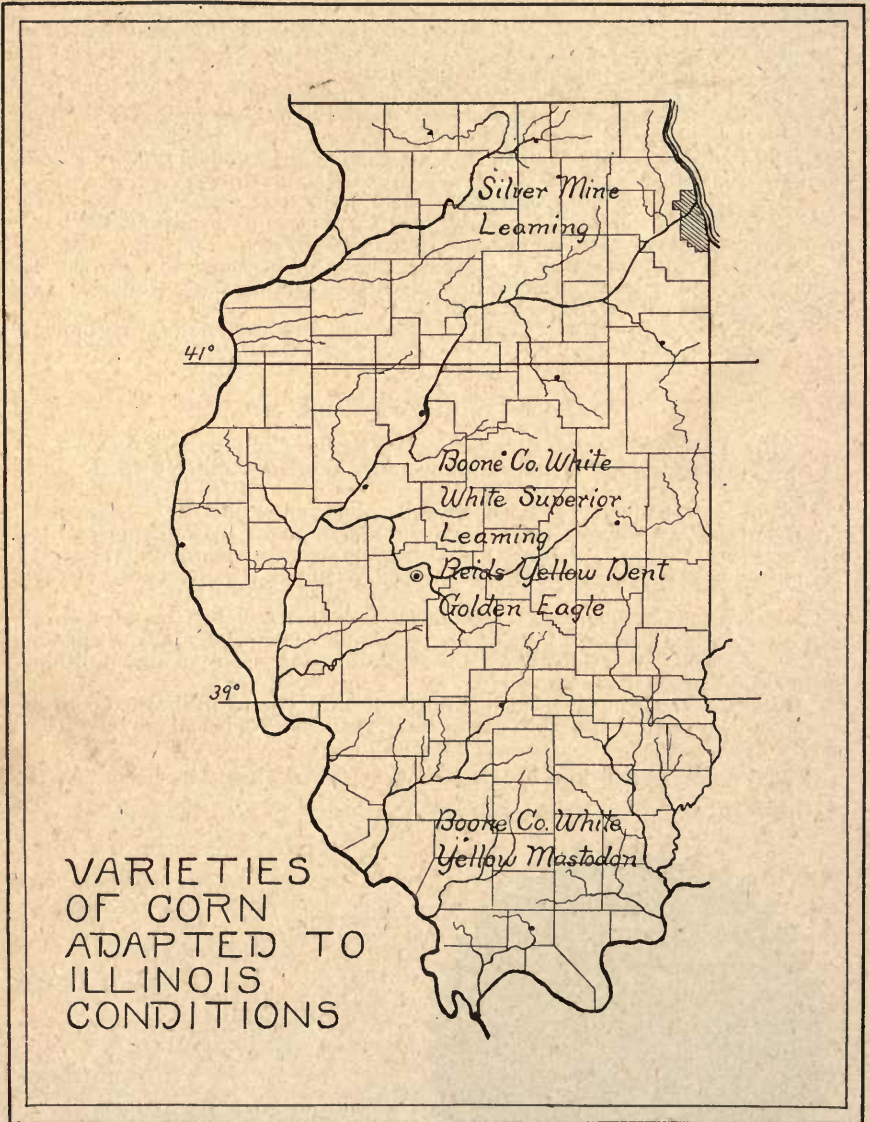 Silver Mine
Leaming
41°
Boone Co. White
White Superior
Leaming
Reids Yellow Dent
Golden Eagle
39°
Boone Co. White
Yellow Mastodon
VARIETIES
OF CORN
ADAPTED TO
ILLINOIS
CONDITIONS